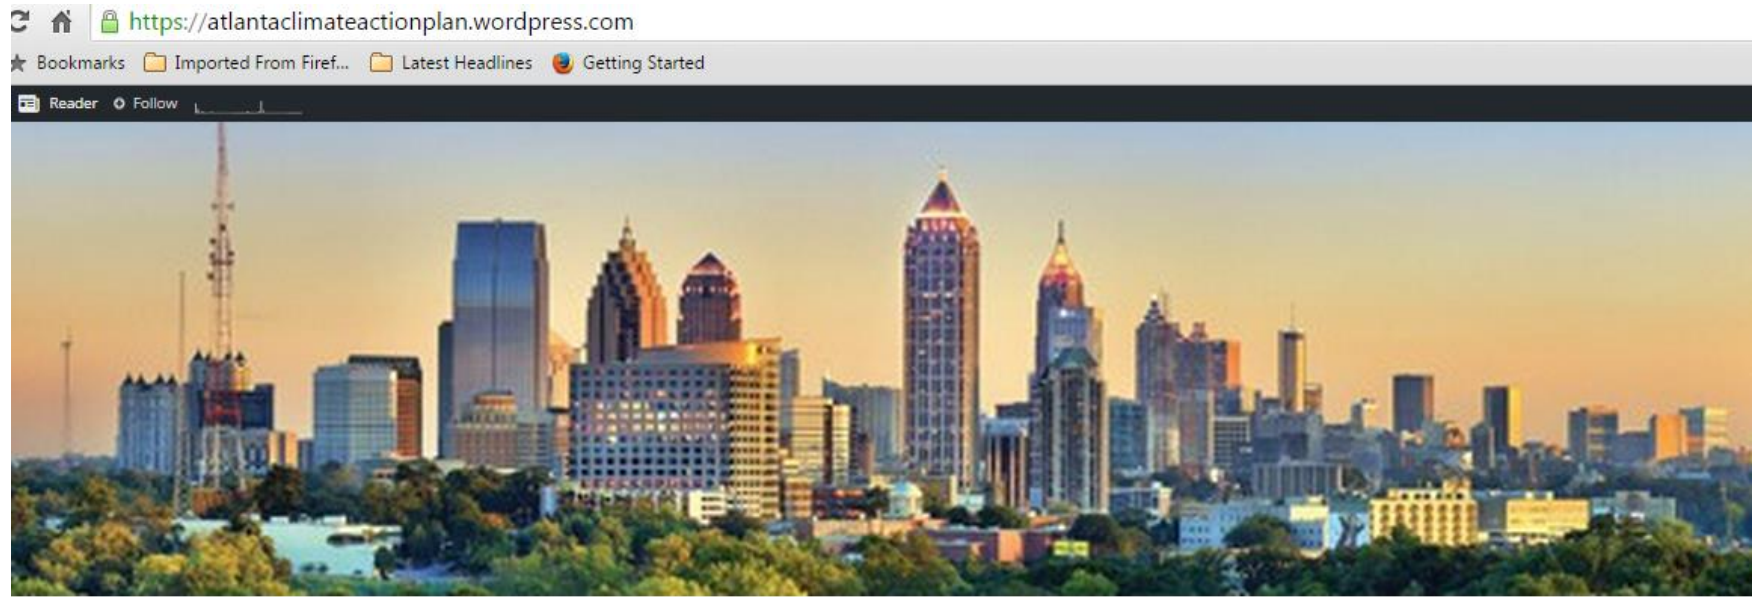 https://atlantaclimateactionplan.wordpress.com
Bookmarks Imported From Firef... Latest Headlines Getting Started
Reader Follow